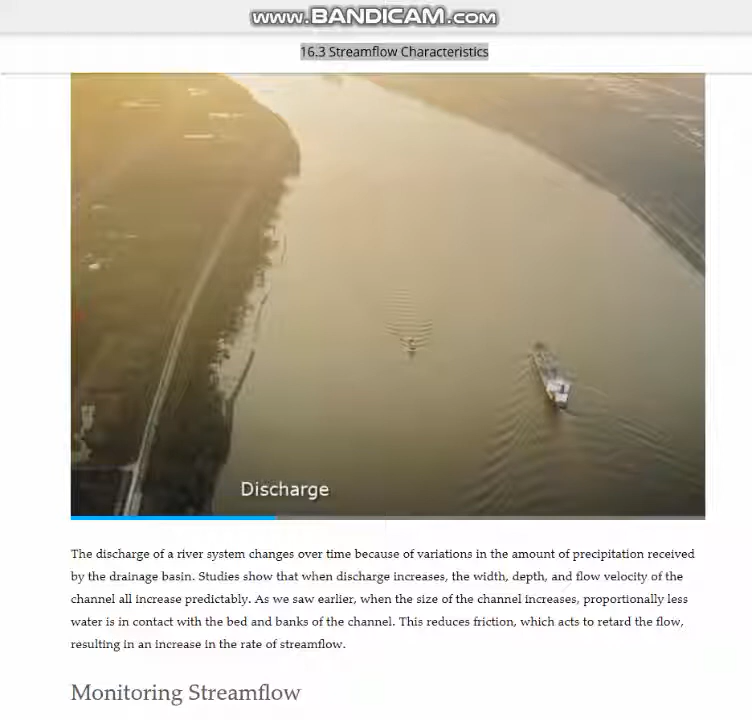 www.BANDICAM.com
16.3 Streamflow Characteristics
Discharge
The discharge of a river system changes over time because of variations in the amount of precipitation received
by the drainage basin. Studies show that when discharge increases, the width, depth, and flow velocity of the
channel all increase predictably. As we saw earlier, when the size of the channel increases, proportionally less
water is in contact with the bed and banks of the channel. This reduces friction, which acts to retard the flow,
resulting in an increase in the rate of streamflow.
Monitoring Streamflow